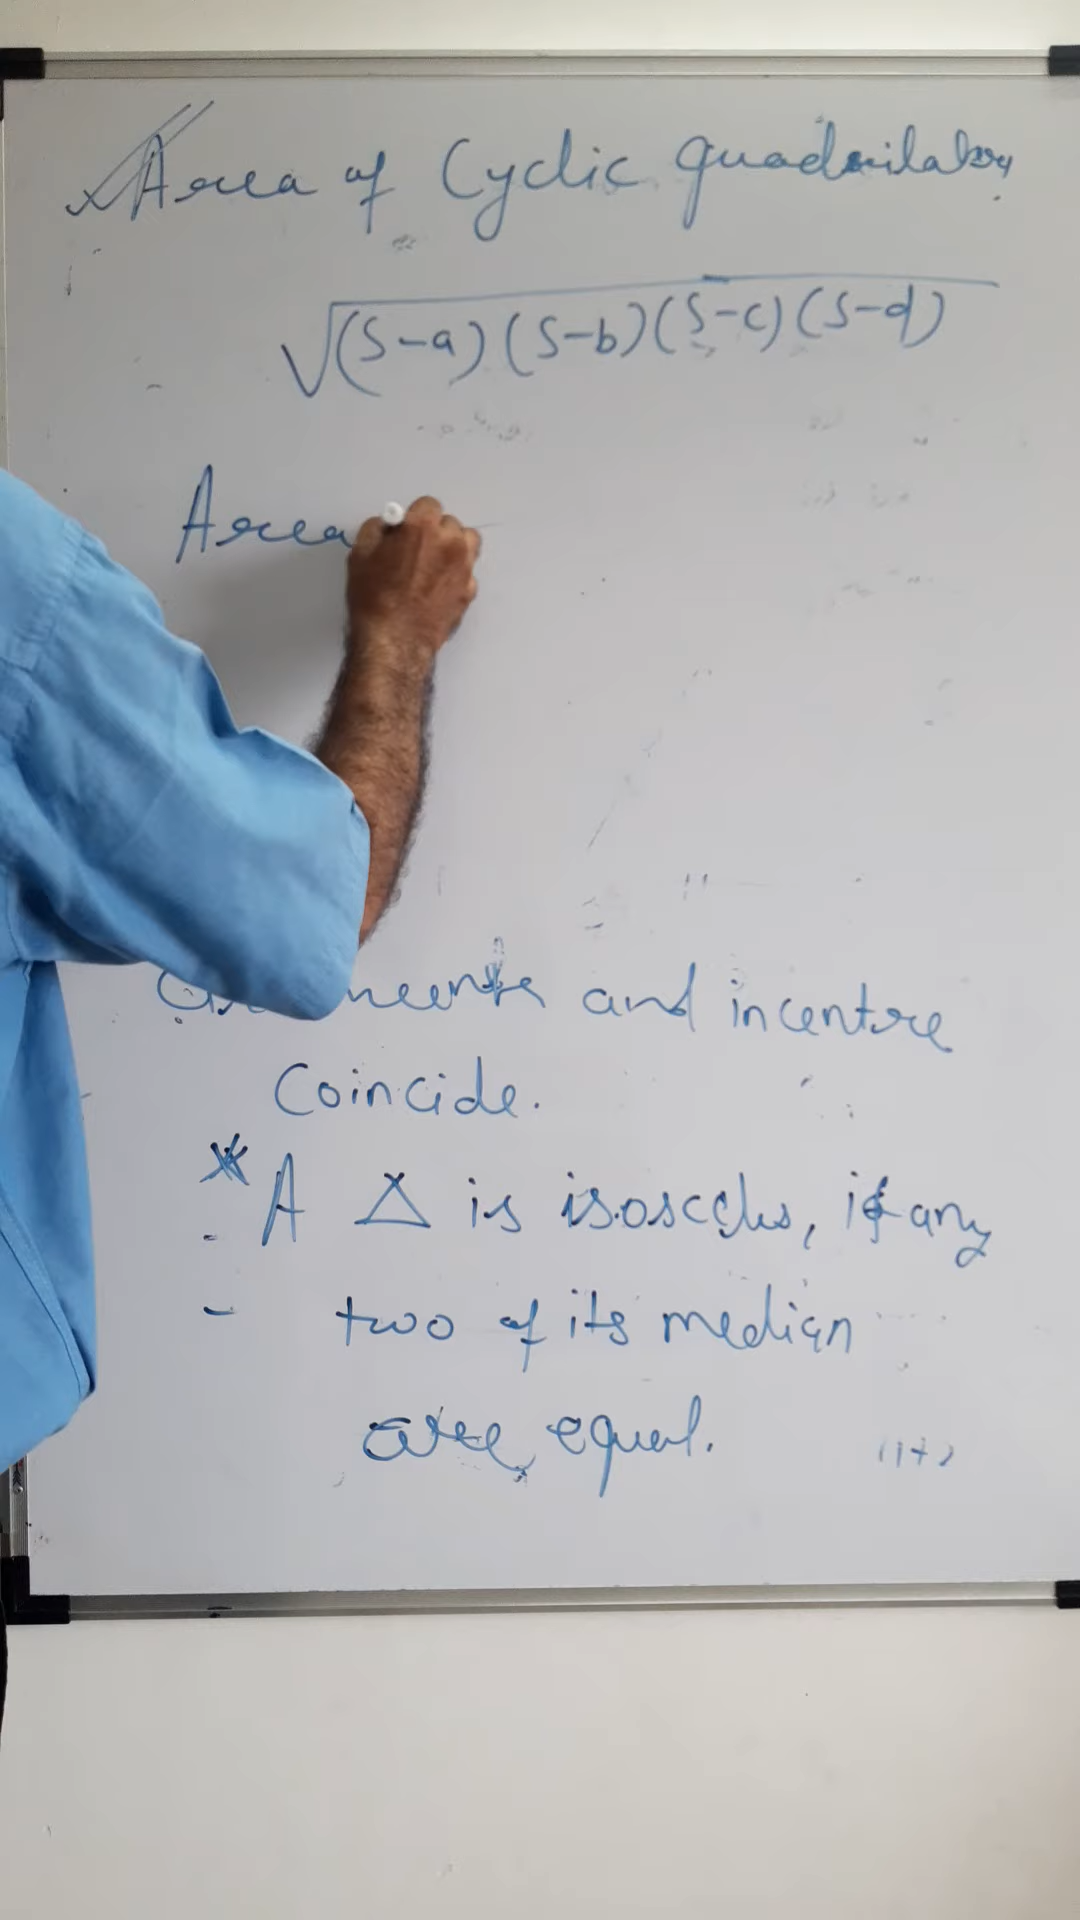 Area of Cyclic quadrilateral
√(S-a)(S-b)(S-c)(S-d)
Area
and incentre
Coincide.
* A Δ is isosceles, if any
two of its median
are equal.